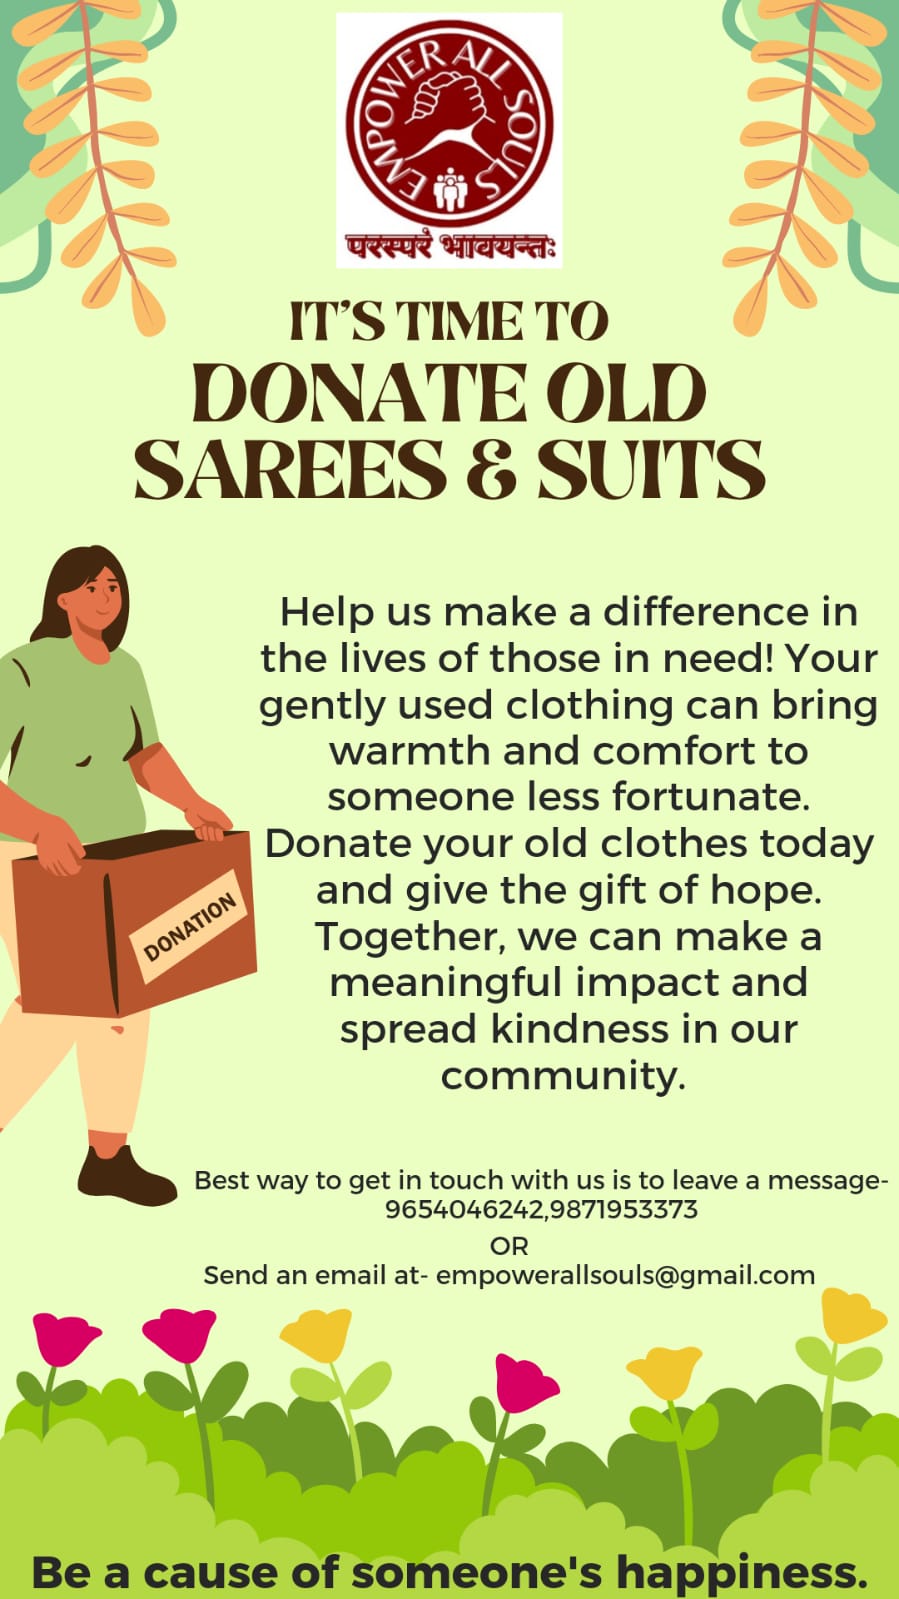 EMPOWER ALL SOULS
परस्परं भावयन्तः
IT'S TIME TO
DONATE OLD
SAREES & SUITS
Help us make a difference in
the lives of those in need! Your
gently used clothing can bring
warmth and comfort to
someone less fortunate.
Donate your old clothes today
and give the gift of hope.
Together, we can make a
meaningful impact and
spread kindness in our
community.
DONATION
Best way to get in touch with us is to leave a message-
9654046242,9871953373
OR
Send an email at- empowerallsouls@gmail.com
Be a cause of someone's happiness.